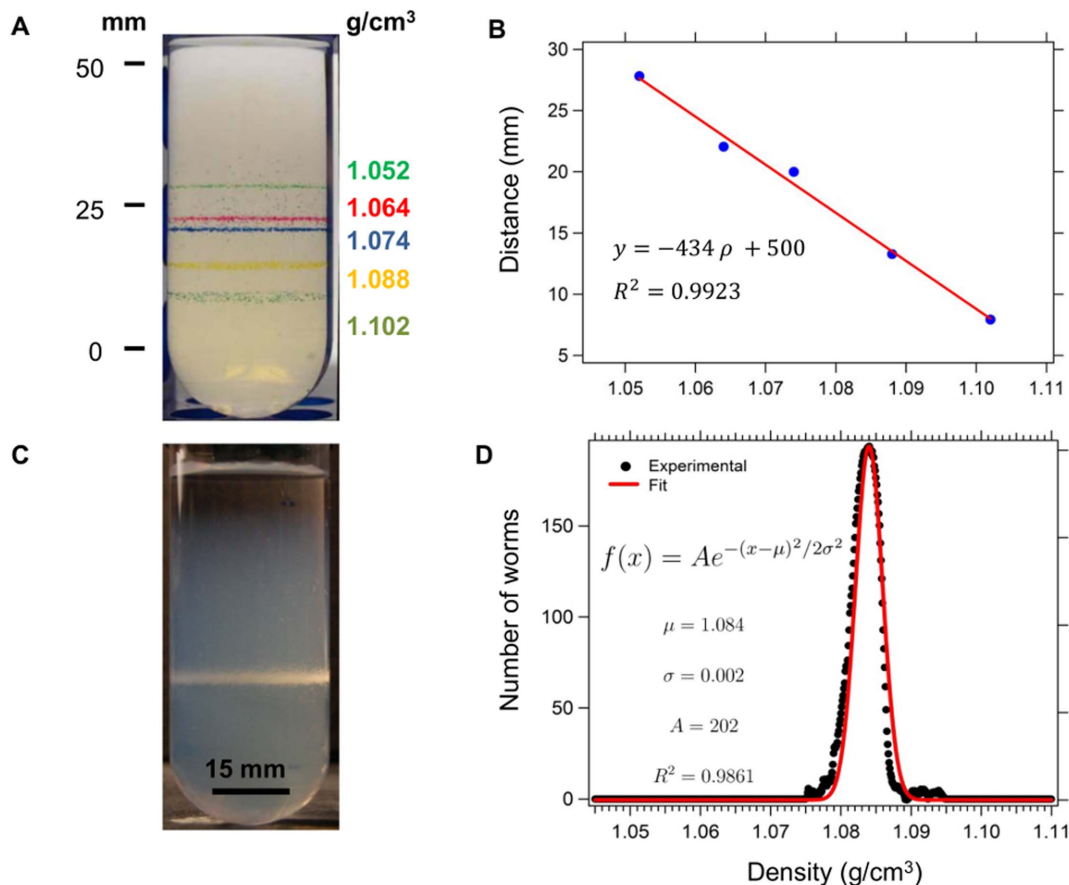 A
mm
g/cm³
50
25
0
1.052
1.064
1.074
1.088
1.102
B
Distance (mm)
30
25
20
15
10
5
y = −434 ρ + 500
R² = 0.9923
1.05 1.06 1.07 1.08 1.09 1.10 1.11
C
15 mm
D
Number of worms
150
100
50
0
Experimental
Fit
f(x) = Ae^{-(x−μ)²/2σ²}
μ = 1.084
σ = 0.002
A = 202
R² = 0.9861
1.05 1.06 1.07 1.08 1.09 1.10 1.11
Density (g/cm³)